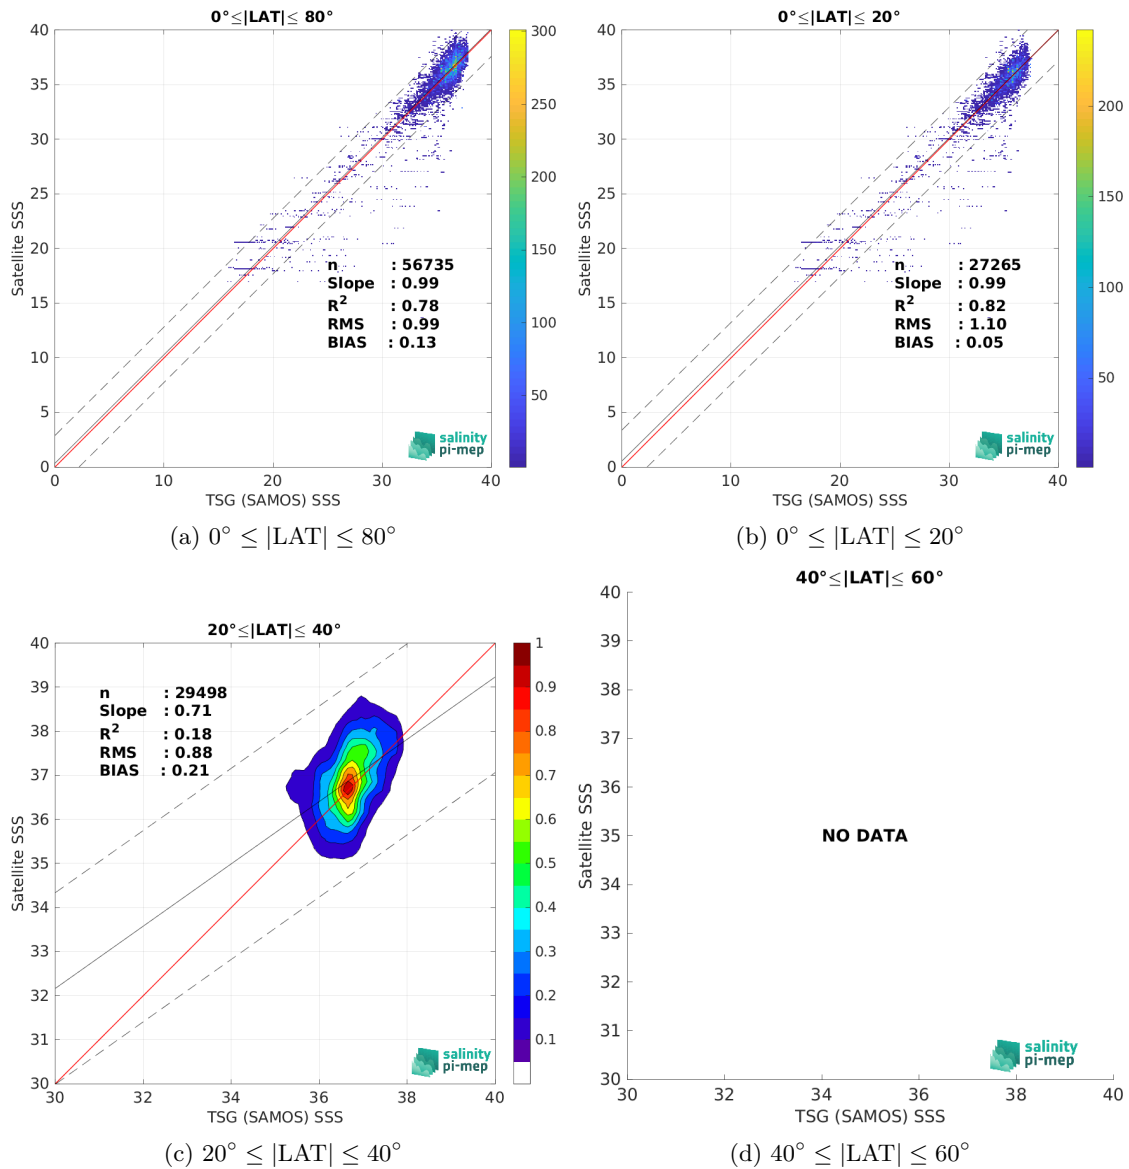 0°≤|LAT|≤ 80°
40
35
30
25
20
15
10
5
0
Satellite SSS
n : 56735
Slope : 0.99
R2 : 0.78
RMS : 0.99
BIAS : 0.13
salinity
pi-mep
0 10 20 30 40
TSG (SAMOS) SSS
300
250
200
150
100
50
(a) 0° ≤ |LAT| ≤ 80°
0°≤|LAT|≤ 20°
40
35
30
25
20
15
10
5
0
Satellite SSS
n : 27265
Slope : 0.99
R2 : 0.82
RMS : 1.10
BIAS : 0.05
salinity
pi-mep
0 10 20 30 40
TSG (SAMOS) SSS
200
150
100
50
(b) 0° ≤ |LAT| ≤ 20°
20°≤|LAT|≤ 40°
40
39
38
37
36
35
34
33
32
31
30
Satellite SSS
n : 29498
Slope : 0.71
R2 : 0.18
RMS : 0.88
BIAS : 0.21
salinity
pi-mep
30 32 34 36 38 40
TSG (SAMOS) SSS
1
0.9
0.8
0.7
0.6
0.5
0.4
0.3
0.2
0.1
(c) 20° ≤ |LAT| ≤ 40°
40°≤|LAT|≤ 60°
40
39
38
37
36
35
34
33
32
31
30
Satellite SSS
NO DATA
salinity
pi-mep
30 32 34 36 38 40
TSG (SAMOS) SSS
(d) 40° ≤ |LAT| ≤ 60°